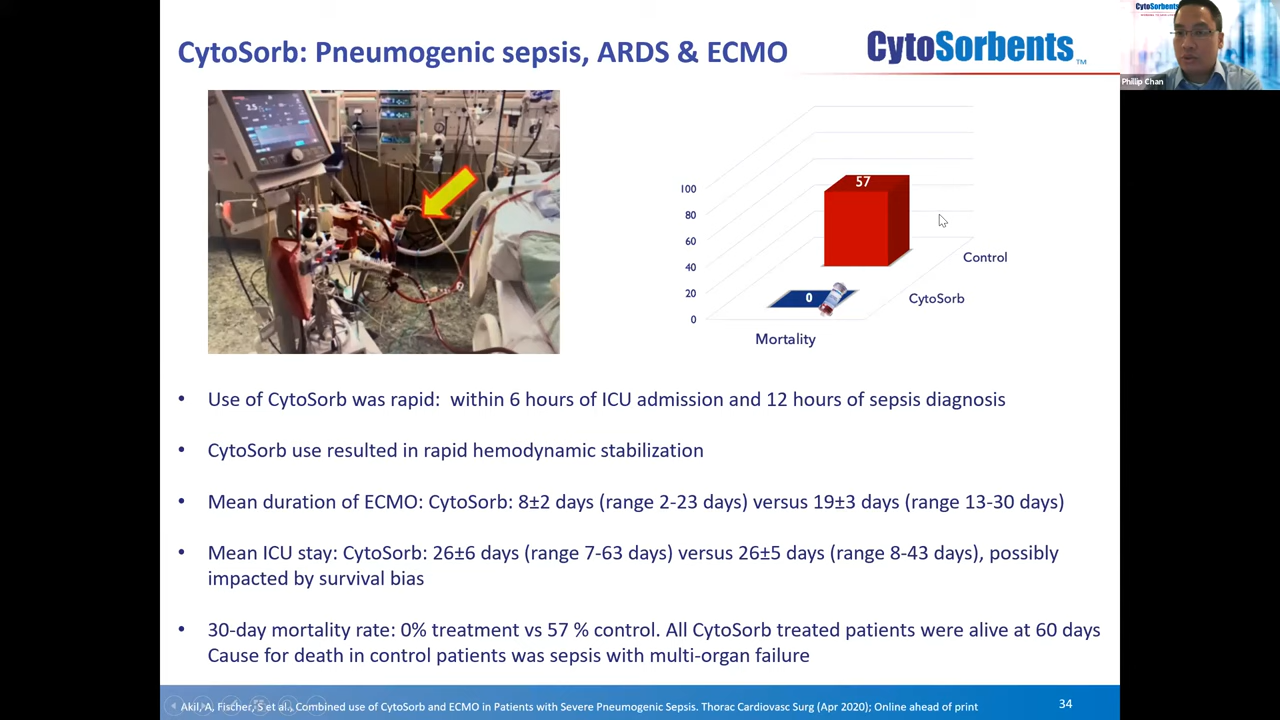 CytoSorb: Pneumogenic sepsis, ARDS & ECMO
CytoSorbents™
CytoSorbents
Phillip Chan
100
80
60
40
20
0
57
0
Control
CytoSorb
Mortality
• Use of CytoSorb was rapid: within 6 hours of ICU admission and 12 hours of sepsis diagnosis
• CytoSorb use resulted in rapid hemodynamic stabilization
• Mean duration of ECMO: CytoSorb: 8±2 days (range 2-23 days) versus 19±3 days (range 13-30 days)
• Mean ICU stay: CytoSorb: 26±6 days (range 7-63 days) versus 26±5 days (range 8-43 days), possibly
impacted by survival bias
• 30-day mortality rate: 0% treatment vs 57 % control. All CytoSorb treated patients were alive at 60 days
Cause for death in control patients was sepsis with multi-organ failure
Akil, A, Fischer, S et al., Combined use of CytoSorb and ECMO in Patients with Severe Pneumogenic Sepsis. Thorac Cardiovasc Surg (Apr 2020); Online ahead of print
34